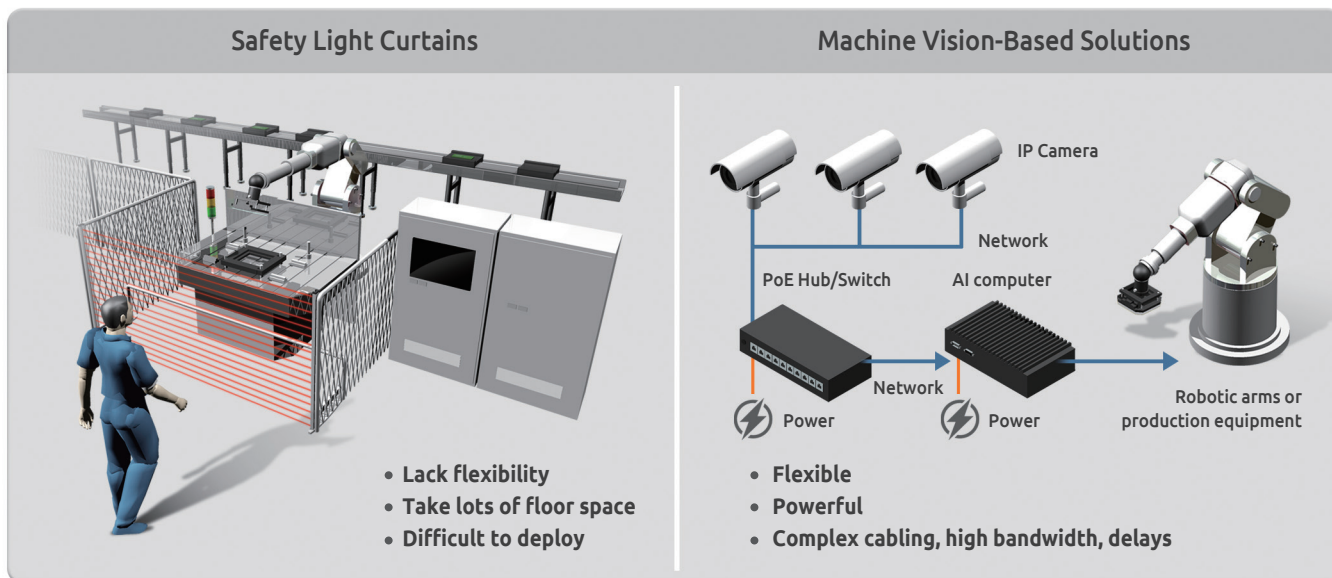 Safety Light Curtains
Machine Vision-Based Solutions
IP Camera
Network
PoE Hub/Switch
AI computer
Network
Power
Power
Robotic arms or
production equipment
• Lack flexibility
• Take lots of floor space
• Difficult to deploy
• Flexible
• Powerful
• Complex cabling, high bandwidth, delays